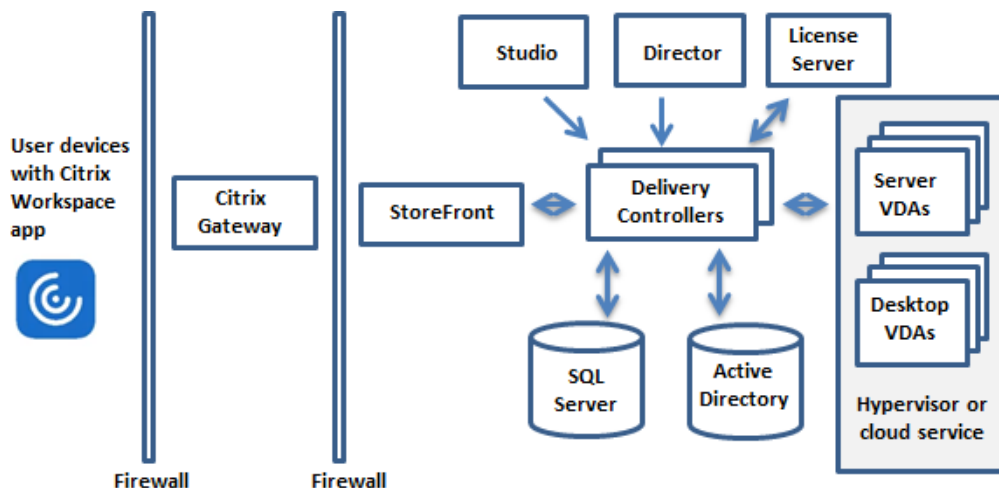 User devices
with Citrix
Workspace
app
Firewall
Citrix
Gateway
Firewall
StoreFront
Studio
Director
License
Server
Delivery
Controllers
SQL
Server
Active
Directory
Server
VDAs
Desktop
VDAs
Hypervisor or
cloud service